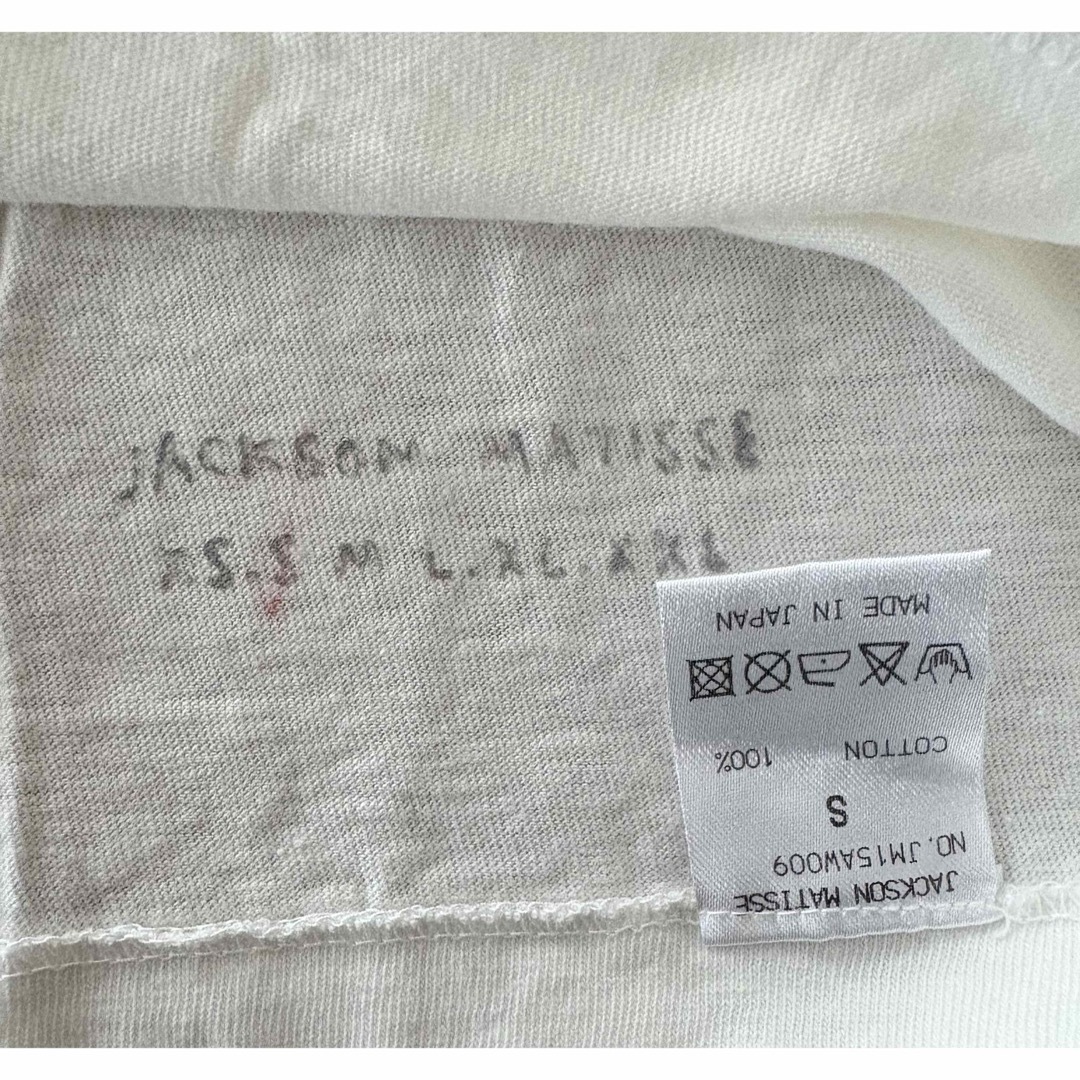 JACKSON MATISSE
XS.S M L.XL.XXL
JACKSON MATISSE
NO.JM15AW009
S
COTTON 100%
MADE IN JAPAN